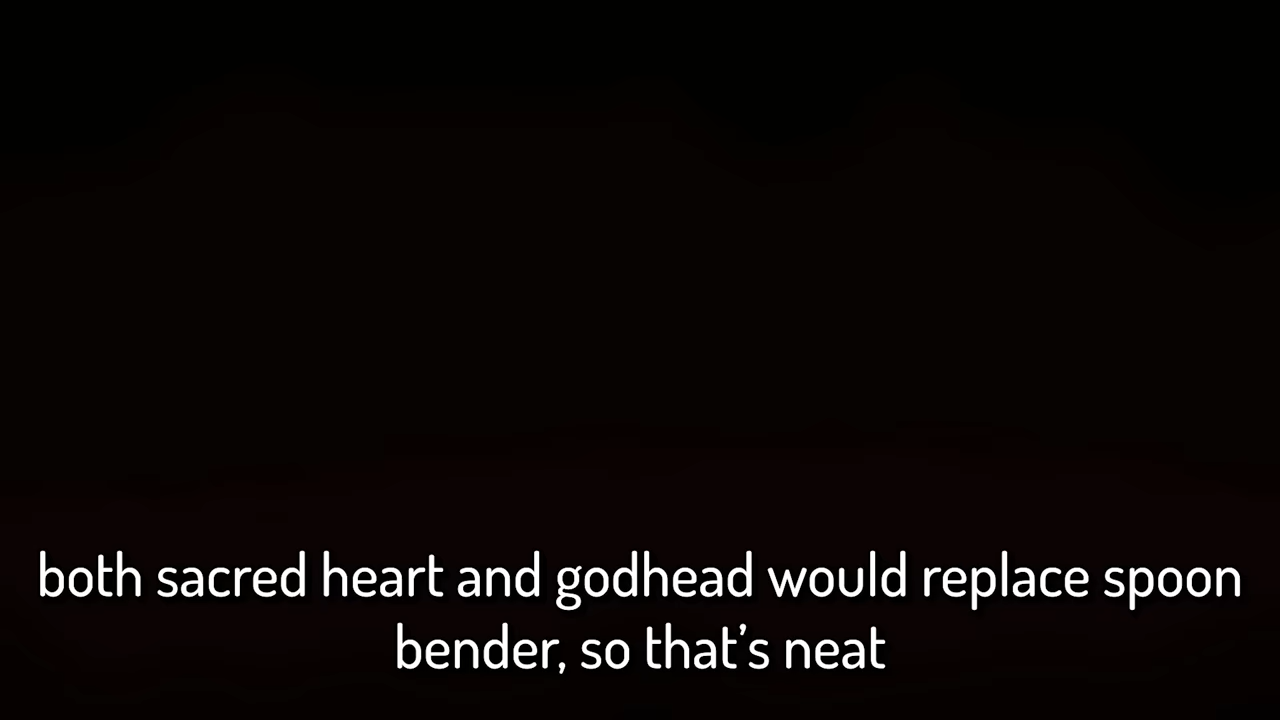 both sacred heart and godhead would replace spoon
bender, so that’s neat